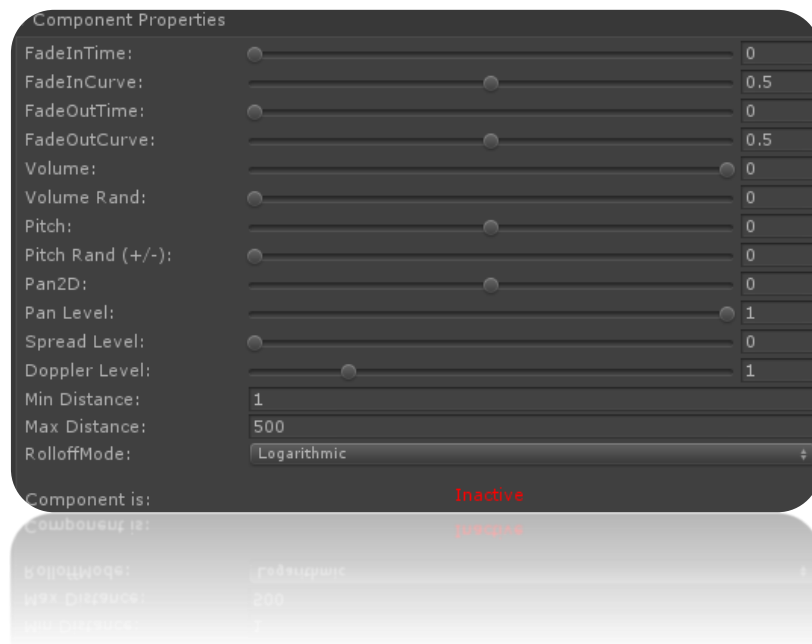 Component Properties
FadeInTime: 0
FadeInCurve: 0.5
FadeOutTime: 0
FadeOutCurve: 0.5
Volume: 0
Volume Rand: 0
Pitch: 0
Pitch Rand (+/-): 0
Pan2D: 0
Pan Level: 1
Spread Level: 0
Doppler Level: 1
Min Distance: 1
Max Distance: 500
RolloffMode: Logarithmic
Component is: Inactive